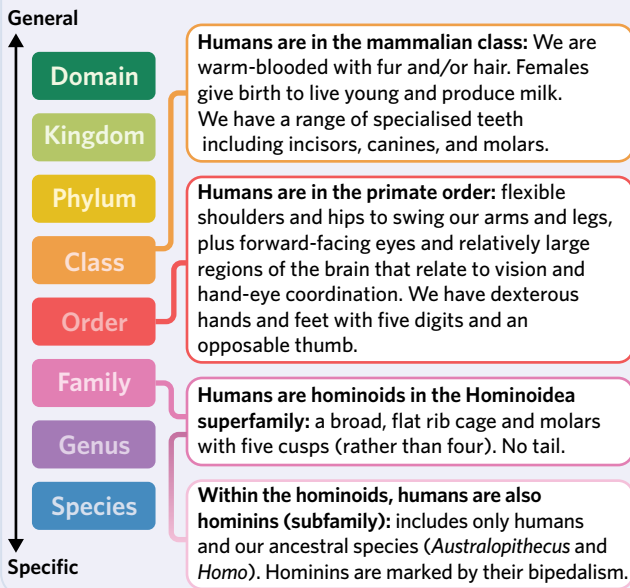 General
Domain
Kingdom
Phylum
Class
Order
Family
Genus
Species
Specific
Humans are in the mammalian class: We are
warm-blooded with fur and/or hair. Females
give birth to live young and produce milk.
We have a range of specialised teeth
including incisors, canines, and molars.
Humans are in the primate order: flexible
shoulders and hips to swing our arms and legs,
plus forward-facing eyes and relatively large
regions of the brain that relate to vision and
hand-eye coordination. We have dexterous
hands and feet with five digits and an
opposable thumb.
Humans are hominoids in the Hominoidea
superfamily: a broad, flat rib cage and molars
with five cusps (rather than four). No tail.
Within the hominoids, humans are also
hominins (subfamily): includes only humans
and our ancestral species (Australopithecus and
Homo). Hominins are marked by their bipedalism.